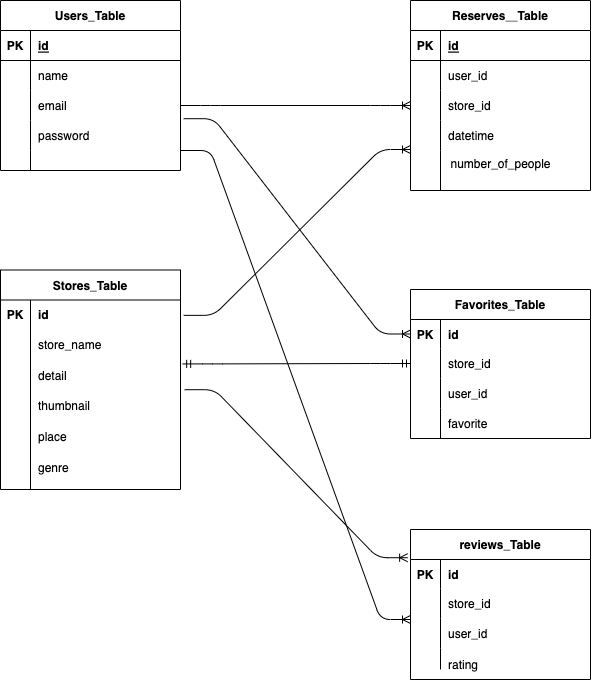 Users_Table
PK id
name
email
password
Reserves__Table
PK id
user_id
store_id
datetime
number_of_people
Stores_Table
PK id
store_name
detail
thumbnail
place
genre
Favorites_Table
PK id
store_id
user_id
favorite
reviews_Table
PK id
store_id
user_id
rating